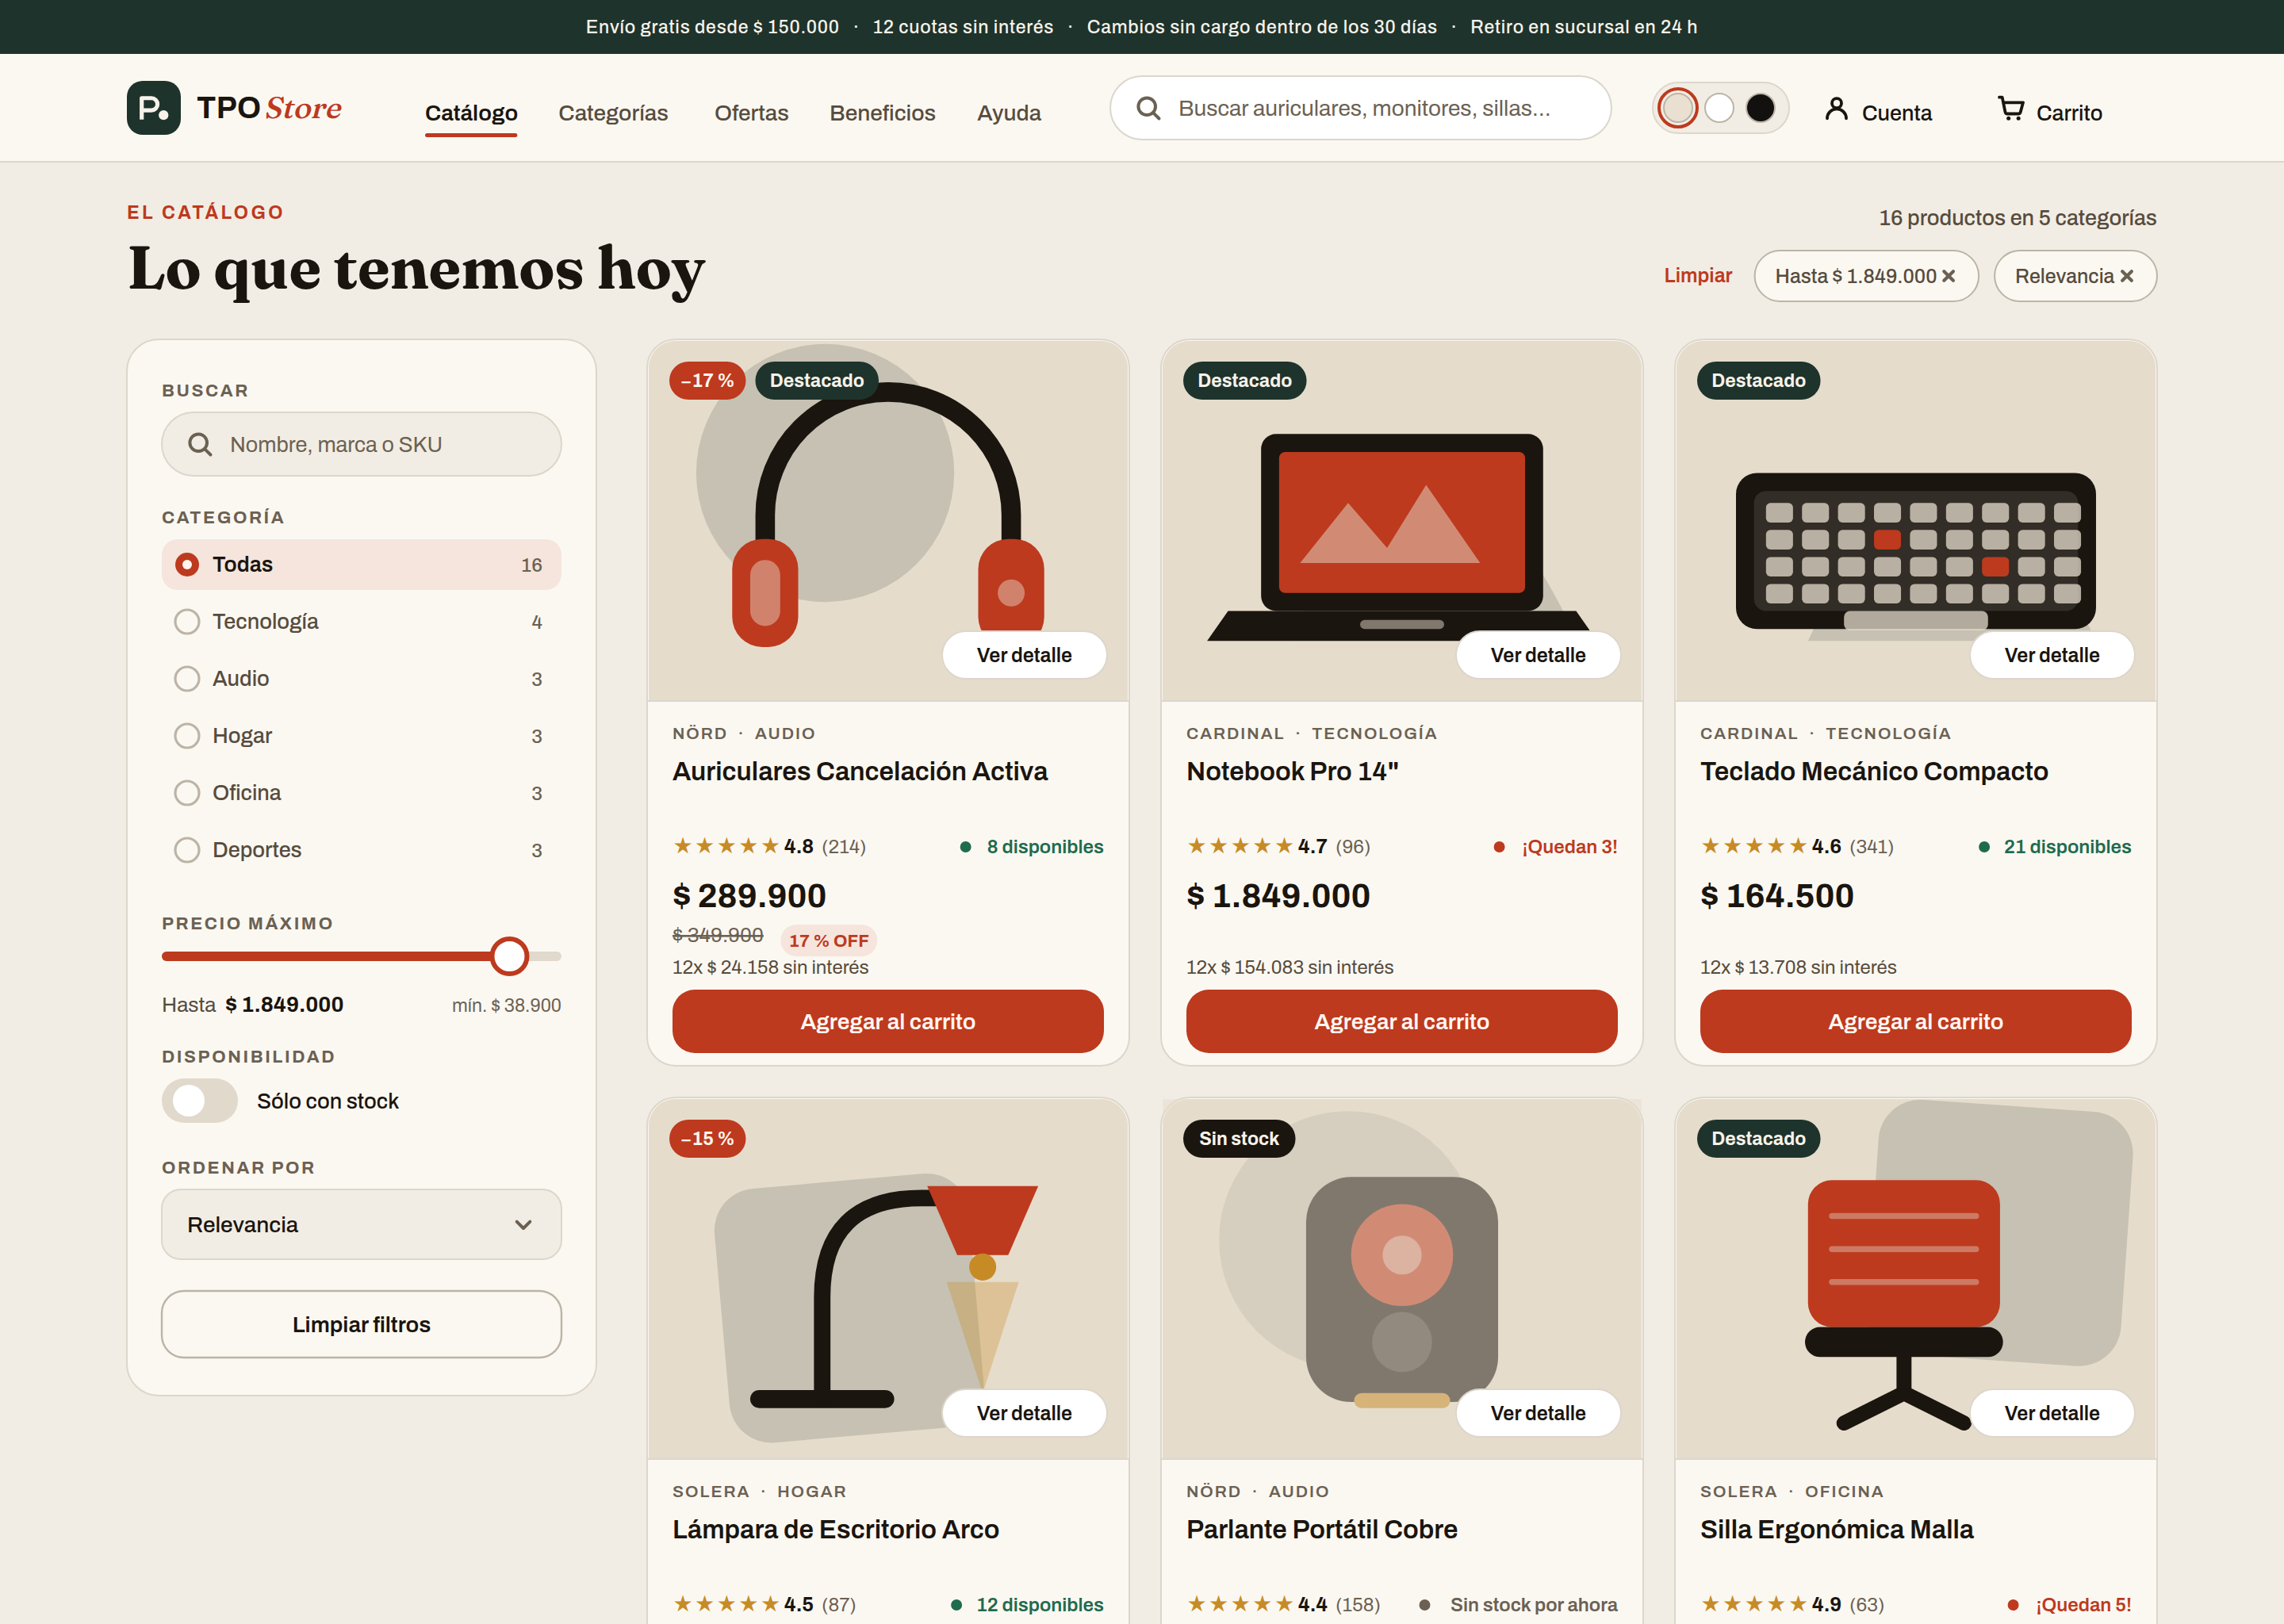 Envío gratis desde $ 150.000 · 12 cuotas sin interés · Cambios sin cargo dentro de los 30 días · Retiro en sucursal en 24 h
P. TPO Store
Catálogo Categorías Ofertas Beneficios Ayuda
Buscar auriculares, monitores, sillas...
Cuenta Carrito
EL CATÁLOGO
Lo que tenemos hoy
16 productos en 5 categorías
Limpiar Hasta $ 1.849.000 × Relevancia ×
BUSCAR
Nombre, marca o SKU
CATEGORÍA
Todas 16
Tecnología 4
Audio 3
Hogar 3
Oficina 3
Deportes 3
PRECIO MÁXIMO
Hasta $ 1.849.000 mín. $ 38.900
DISPONIBILIDAD
Sólo con stock
ORDENAR POR
Relevancia
Limpiar filtros
−17 % Destacado
Ver detalle
NÖRD · AUDIO
Auriculares Cancelación Activa
★★★★★ 4.8 (214) 8 disponibles
$ 289.900
$ 349.900 17 % OFF
12x $ 24.158 sin interés
Agregar al carrito
Destacado
Ver detalle
CARDINAL · TECNOLOGÍA
Notebook Pro 14"
★★★★★ 4.7 (96) ¡Quedan 3!
$ 1.849.000
12x $ 154.083 sin interés
Agregar al carrito
Destacado
Ver detalle
CARDINAL · TECNOLOGÍA
Teclado Mecánico Compacto
★★★★★ 4.6 (341) 21 disponibles
$ 164.500
12x $ 13.708 sin interés
Agregar al carrito
−15 %
Ver detalle
SOLERA · HOGAR
Lámpara de Escritorio Arco
★★★★★ 4.5 (87) 12 disponibles
Sin stock
Ver detalle
NÖRD · AUDIO
Parlante Portátil Cobre
★★★★★ 4.4 (158) Sin stock por ahora
Destacado
Ver detalle
SOLERA · OFICINA
Silla Ergonómica Malla
★★★★★ 4.9 (63) ¡Quedan 5!